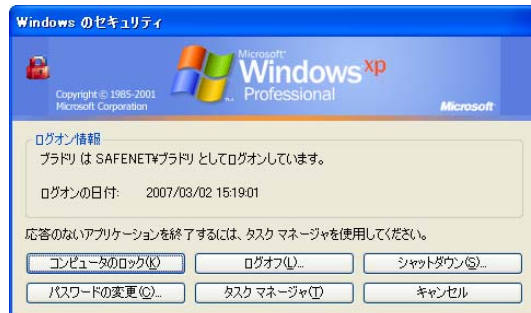 Windows のセキュリティ
Microsoft
Windows xp
Professional
Copyright © 1985-2001
Microsoft Corporation
Microsoft
ログオン情報
ブラドリ は SAFENET¥ブラドリ としてログオンしています。
ログオンの日付: 2007/03/02 15:19:01
応答のないアプリケーションを終了するには、タスク マネージャを使用してください。
コンピュータのロック(K)
ログオフ(L)...
シャットダウン(S)...
パスワードの変更(C)...
タスク マネージャ(T)
キャンセル